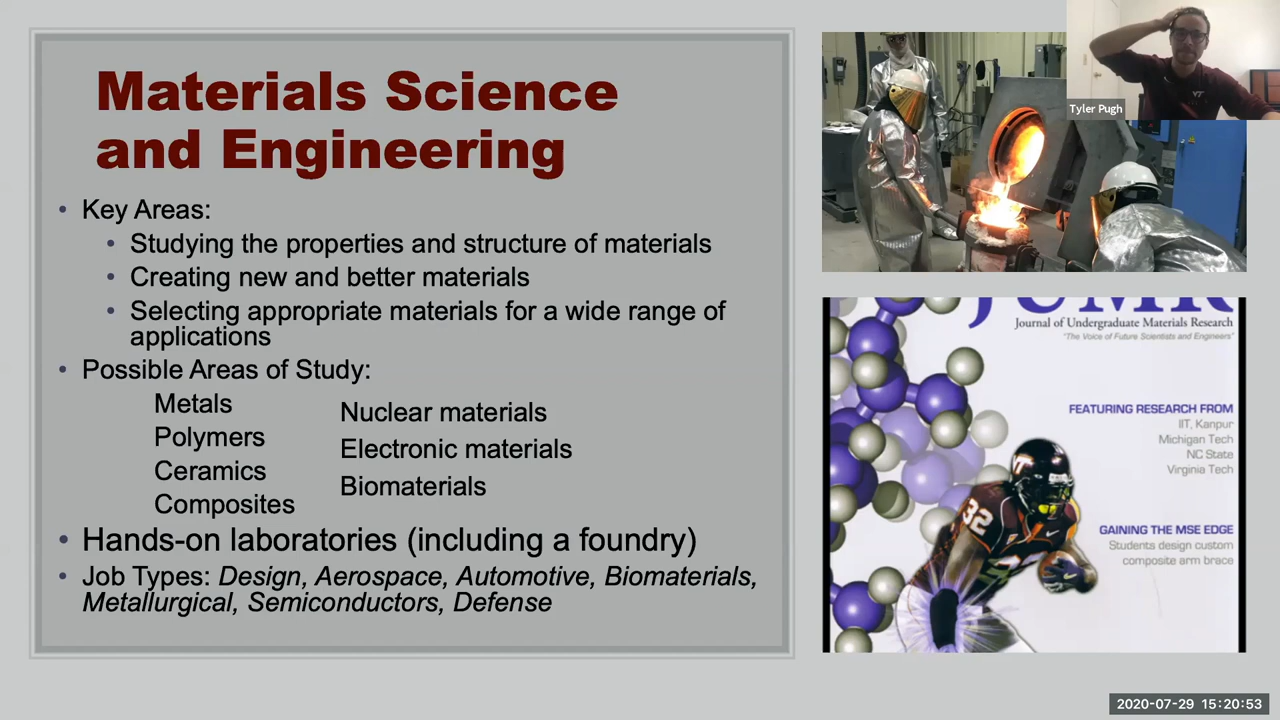 Materials Science
and Engineering
• Key Areas:
• Studying the properties and structure of materials
• Creating new and better materials
• Selecting appropriate materials for a wide range of
applications
• Possible Areas of Study:
Metals
Polymers
Ceramics
Composites
Nuclear materials
Electronic materials
Biomaterials
• Hands-on laboratories (including a foundry)
• Job Types: Design, Aerospace, Automotive, Biomaterials,
Metallurgical, Semiconductors, Defense
Tyler Pugh
VT
JUMR
Journal of Undergraduate Materials Research
"The Voice of Future Scientists and Engineers"
FEATURING RESEARCH FROM
IIT, Kanpur
Michigan Tech
NC State
Virginia Tech
32
GAINING THE MSE EDGE
Students design custom
composite arm brace
2020-07-29 15:20:53